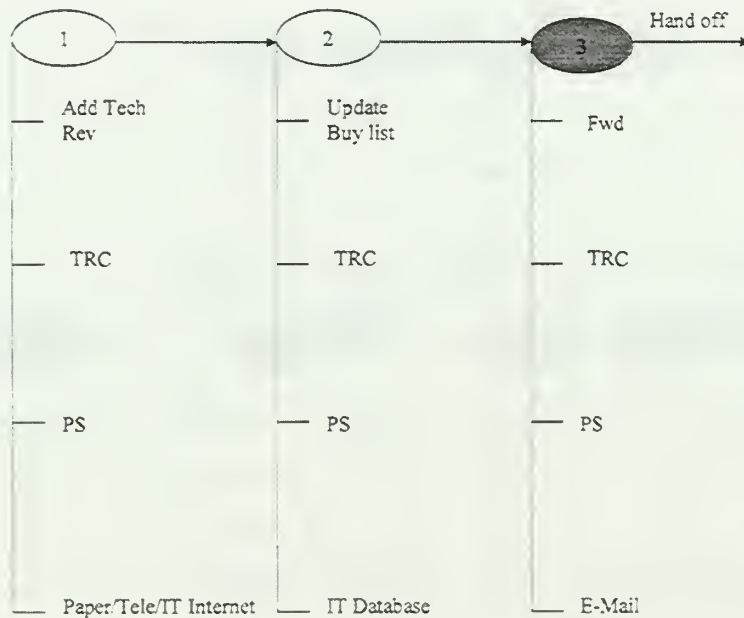 1
2
3
Hand off
Add Tech
Rev
Update
Buy list
Fwd
TRC
TRC
TRC
PS
PS
PS
Paper/Tele/IT Internet
IT Database
E-Mail